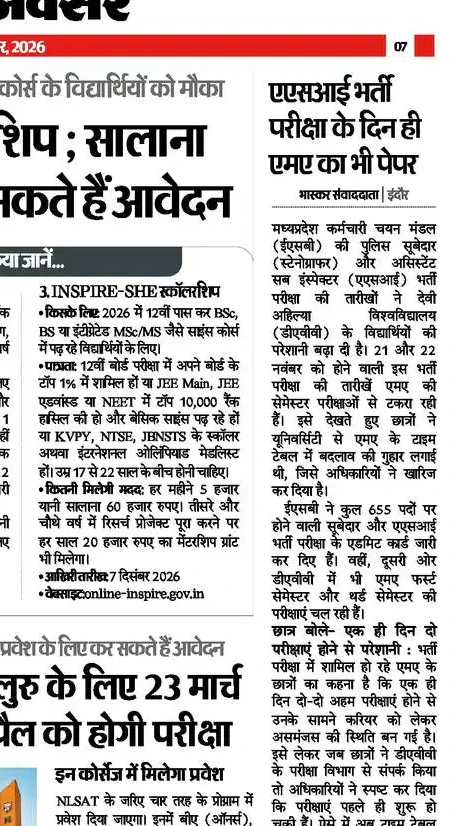 अवसर
र, 2026
07
कोर्स के विद्यार्थियों को मौका
शिप ; सालाना
सकते हैं आवेदन
क्या जानें...
3. INSPIRE-SHE स्कॉलरशिप
• किसके लिए: 2026 में 12वीं पास कर BSc,
BS या इंटीग्रेटेड MSc/MS जैसे साइंस कोर्स
में पढ़ रहे विद्यार्थियों के लिए।
• पात्रता: 12वीं बोर्ड परीक्षा में अपने बोर्ड के
टॉप 1% में शामिल हों या JEE Main, JEE
एडवांस्ड या NEET में टॉप 10,000 रैंक
हासिल की हो और बेसिक साइंस पढ़ रहे हों
या KVPY, NTSE, JBNSTS के स्कॉलर
अथवा इंटरनेशनल ओलिंपियाड मेडलिस्ट
हों। उम्र 17 से 22 साल के बीच होनी चाहिए।
• कितनी मिलेगी मदद: हर महीने 5 हजार
यानी सालाना 60 हजार रुपए। तीसरे और
चौथे वर्ष में रिसर्च प्रोजेक्ट पूरा करने पर
हर साल 20 हजार रुपए का मेंटरशिप ग्रांट
भी मिलेगा।
• आखिरी तारीख: 7 दिसंबर 2026
• वेबसाइट: online-inspire.gov.in
प्रवेश के लिए कर सकते हैं आवेदन
लुरु के लिए 23 मार्च
प्रैल को होगी परीक्षा
इन कोर्सेज में मिलेगा प्रवेश
NLSAT के जरिए चार तरह के प्रोग्राम में
प्रवेश दिया जाएगा। इनमें बीए (ऑनर्स),
एएसआई भर्ती
परीक्षा के दिन ही
एमए का भी पेपर
भास्कर संवाददाता | इंदौर
मध्यप्रदेश कर्मचारी चयन मंडल
(ईएसबी) की पुलिस सूबेदार
(स्टेनोग्राफर) और असिस्टेंट
सब इंस्पेक्टर (एएसआई) भर्ती
परीक्षा की तारीखों ने देवी
अहिल्या विश्वविद्यालय
(डीएवीवी) के विद्यार्थियों की
परेशानी बढ़ा दी है। 21 और 22
नवंबर को होने वाली इस भर्ती
परीक्षा की तारीखें एमए की
सेमेस्टर परीक्षाओं से टकरा रही
हैं। इसे देखते हुए छात्रों ने
यूनिवर्सिटी से एमए के टाइम
टेबल में बदलाव की गुहार लगाई
थी, जिसे अधिकारियों ने खारिज
कर दिया है।
ईएसबी ने कुल 655 पदों पर
होने वाली सूबेदार और एएसआई
भर्ती परीक्षा के एडमिट कार्ड जारी
कर दिए हैं। वहीं, दूसरी ओर
डीएवीवी में भी एमए फर्स्ट
सेमेस्टर और थर्ड सेमेस्टर की
परीक्षाएं चल रही हैं।
छात्र बोले- एक ही दिन दो
परीक्षाएं होने से परेशानी : भर्ती
परीक्षा में शामिल हो रहे एमए के
छात्रों का कहना है कि एक ही
दिन दो-दो अहम परीक्षाएं होने से
उनके सामने करियर को लेकर
असमंजस की स्थिति बन गई है।
इसे लेकर जब छात्रों ने डीएवीवी
के परीक्षा विभाग से संपर्क किया
तो अधिकारियों ने स्पष्ट कर दिया
कि परीक्षाएं पहले ही शुरू हो
चुकी हैं। ऐसे में अब टाइम टेबल